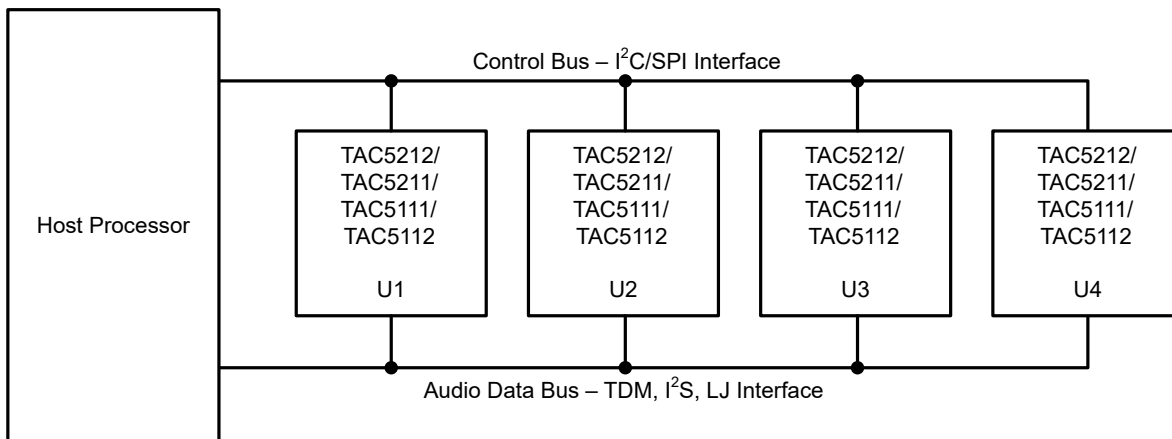 Control Bus – I²C/SPI Interface
Host Processor
TAC5212/
TAC5211/
TAC5111/
TAC5112
U1
TAC5212/
TAC5211/
TAC5111/
TAC5112
U2
TAC5212/
TAC5211/
TAC5111/
TAC5112
U3
TAC5212/
TAC5211/
TAC5111/
TAC5112
U4
Audio Data Bus – TDM, I²S, LJ Interface